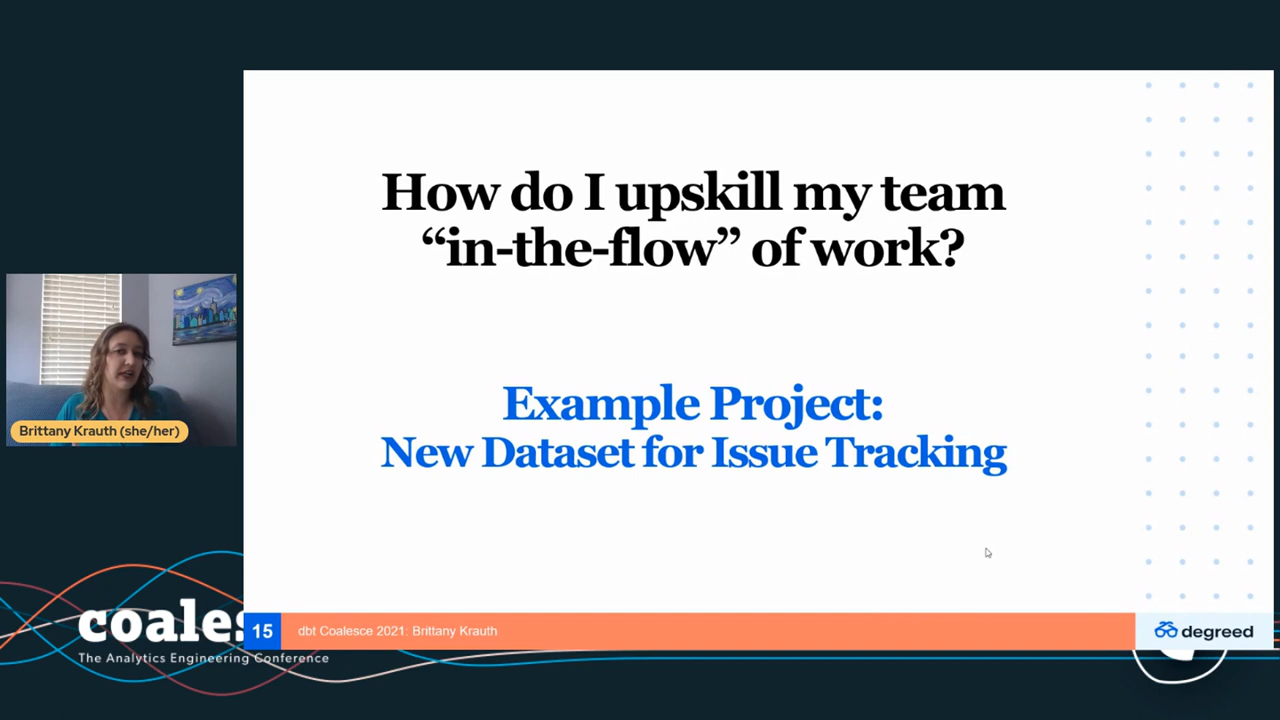 How do I upskill my team
“in-the-flow” of work?
Example Project:
New Dataset for Issue Tracking
Brittany Krauth (she/her)
coales
The Analytics Engineering Conference
15
dbt Coalesce 2021: Brittany Krauth
degreed